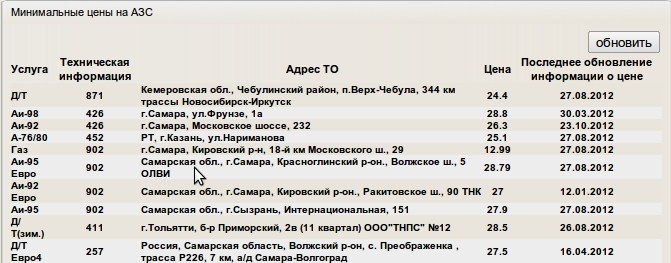 Минимальные цены на АЗС
обновить
Услуга Техническая информация Адрес ТО Цена Последнее обновление информации о цене
Д/Т 871 Кемеровская обл., Чебулинский район, п.Верх-Чебула, 344 км трассы Новосибирск-Иркутск 24.4 27.08.2012
Аи-98 426 г.Самара, ул.Фрунзе, 1а 28.8 30.03.2012
Аи-92 426 г.Самара, Московское шоссе, 232 26.3 23.10.2012
А-76/80 452 РТ, г.Казань, ул.Нариманова 25.1 27.08.2012
Газ 902 г.Самара, Кировский р-н, 18-й км Московского ш., 29 12.99 27.08.2012
Аи-95 Евро 902 Самарская обл., г.Самара, Красноглинский р-он., Волжское ш., 5 ОЛВИ 28.79 27.08.2012
Аи-92 Евро 902 Самарская обл., г.Самара, Кировский р-он., Ракитовское ш., 90 ТНК 27 12.01.2012
Аи-95 902 Самарская обл., г.Сызрань, Интернациональная, 151 27.9 27.08.2012
Д/Т(зим.) 411 г.Тольятти, б-р Приморский, 2в (11 квартал) ООО"ТНПС" №12 28.5 26.08.2012
Д/Т Евро4 257 Россия, Самарская область, Волжский р-он, с. Преображенка , трасса Р226, 7 км, а/д Самара-Волгоград 27.5 16.04.2012